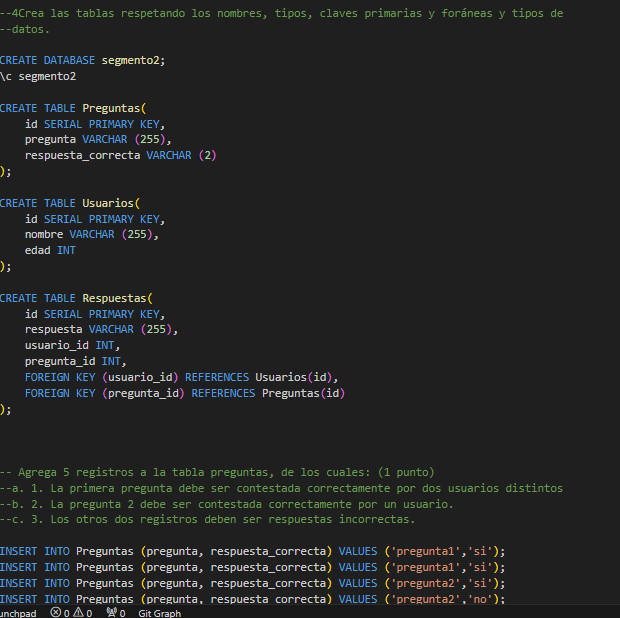 --4Crea las tablas respetando los nombres, tipos, claves primarias y foráneas y tipos de
--datos.
CREATE DATABASE segmento2;
\c segmento2
CREATE TABLE Preguntas(
id SERIAL PRIMARY KEY,
pregunta VARCHAR (255),
respuesta_correcta VARCHAR (2)
);
CREATE TABLE Usuarios(
id SERIAL PRIMARY KEY,
nombre VARCHAR (255),
edad INT
);
CREATE TABLE Respuestas(
id SERIAL PRIMARY KEY,
respuesta VARCHAR (255),
usuario_id INT,
pregunta_id INT,
FOREIGN KEY (usuario_id) REFERENCES Usuarios(id),
FOREIGN KEY (pregunta_id) REFERENCES Preguntas(id)
);
-- Agrega 5 registros a la tabla preguntas, de los cuales: (1 punto)
--a. 1. La primera pregunta debe ser contestada correctamente por dos usuarios distintos
--b. 2. La pregunta 2 debe ser contestada correctamente por un usuario.
--c. 3. Los otros dos registros deben ser respuestas incorrectas.
INSERT INTO Preguntas (pregunta, respuesta_correcta) VALUES ('pregunta1','si');
INSERT INTO Preguntas (pregunta, respuesta_correcta) VALUES ('pregunta1','si');
INSERT INTO Preguntas (pregunta, respuesta_correcta) VALUES ('pregunta2','si');
INSERT INTO Preguntas (pregunta, respuesta_correcta) VALUES ('pregunta2','no');
unchpad 0 0 0 Git Graph